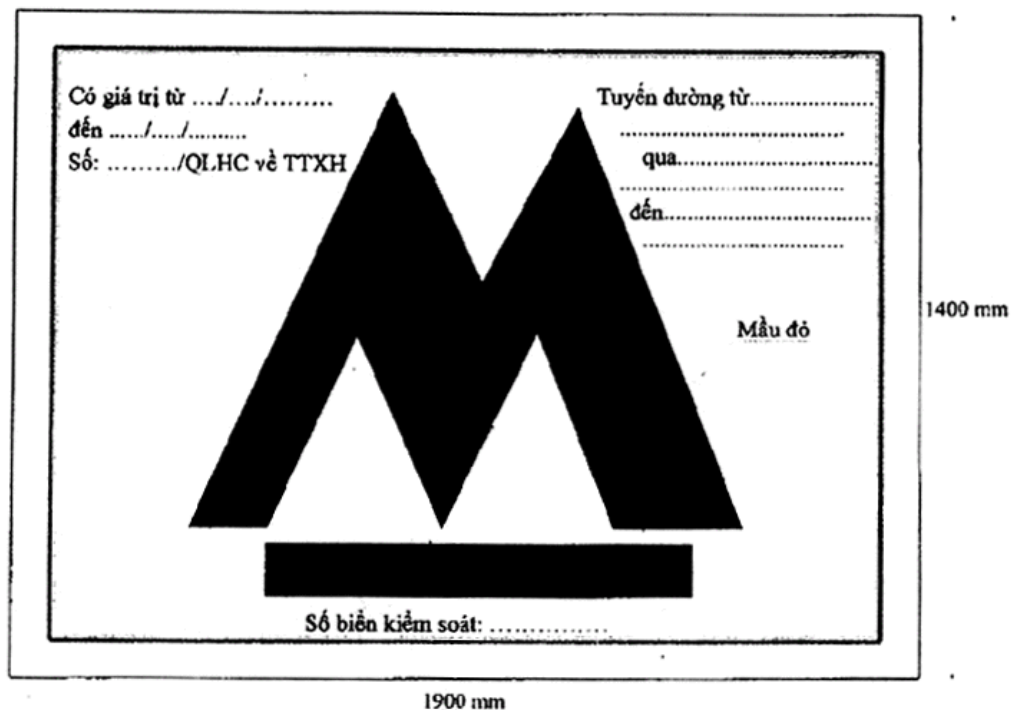 Có giá trị từ ..../..../..........
đến ....../...../..........
Số: ........./QLHC về TTXH
Tuyến đường từ......................
........................................
qua....................................
........................................
đến.....................................
....................................
1400 mm
Mầu đỏ
Số biển kiểm soát: ................
1900 mm